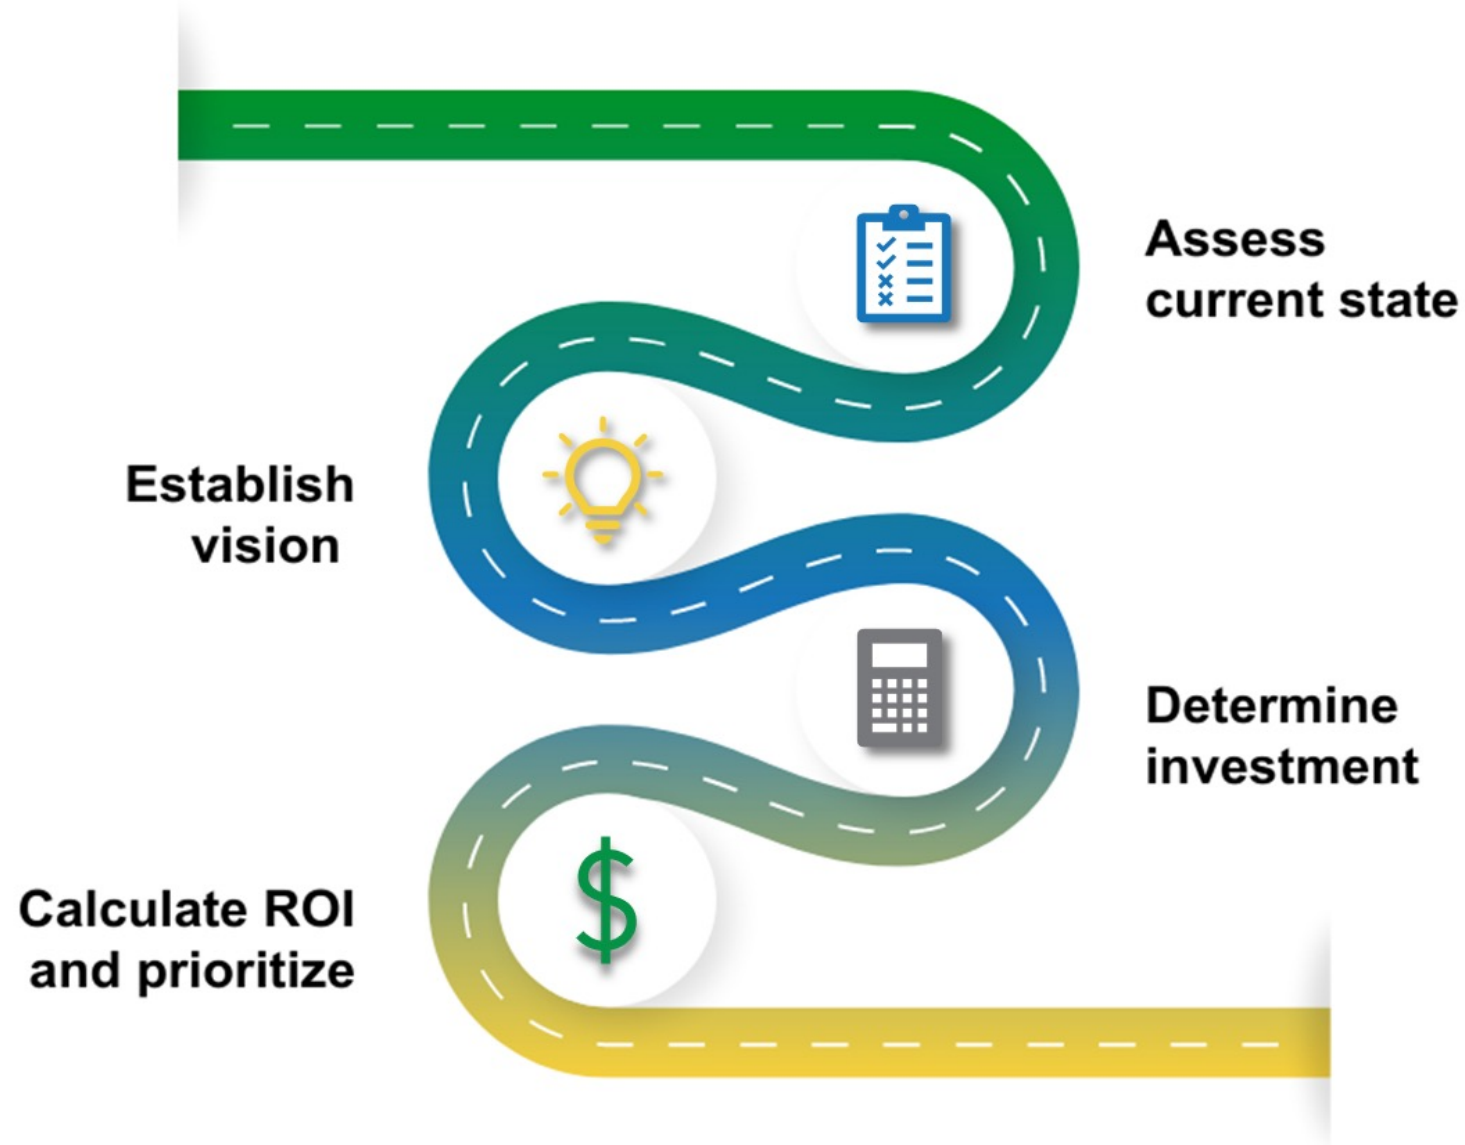 Assess
current state
Establish
vision
Determine
investment
Calculate ROI
and prioritize